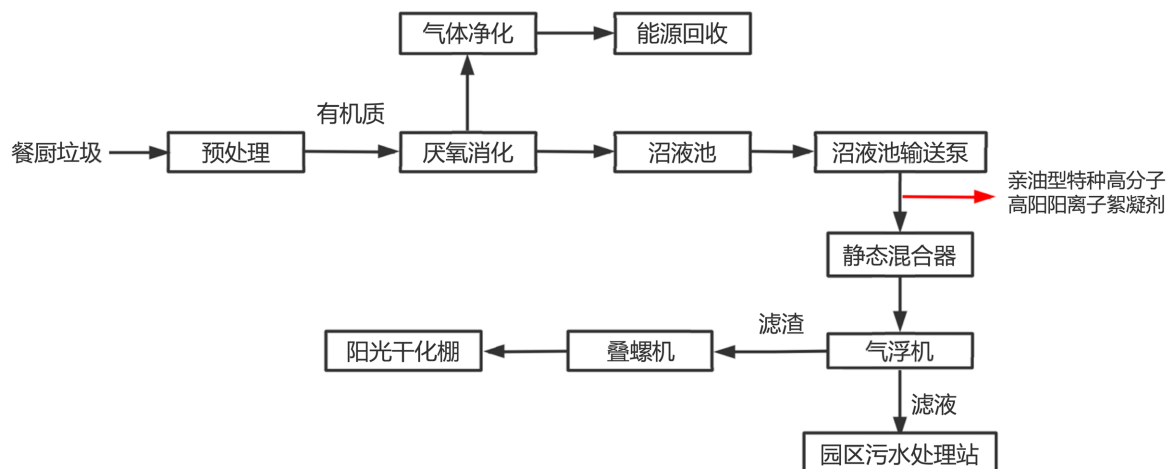 气体净化
能源回收
有机质
餐厨垃圾
预处理
厌氧消化
沼液池
沼液池输送泵
亲油型特种高分子
高阳阳离子絮凝剂
静态混合器
滤渣
阳光干化棚
叠螺机
气浮机
滤液
园区污水处理站